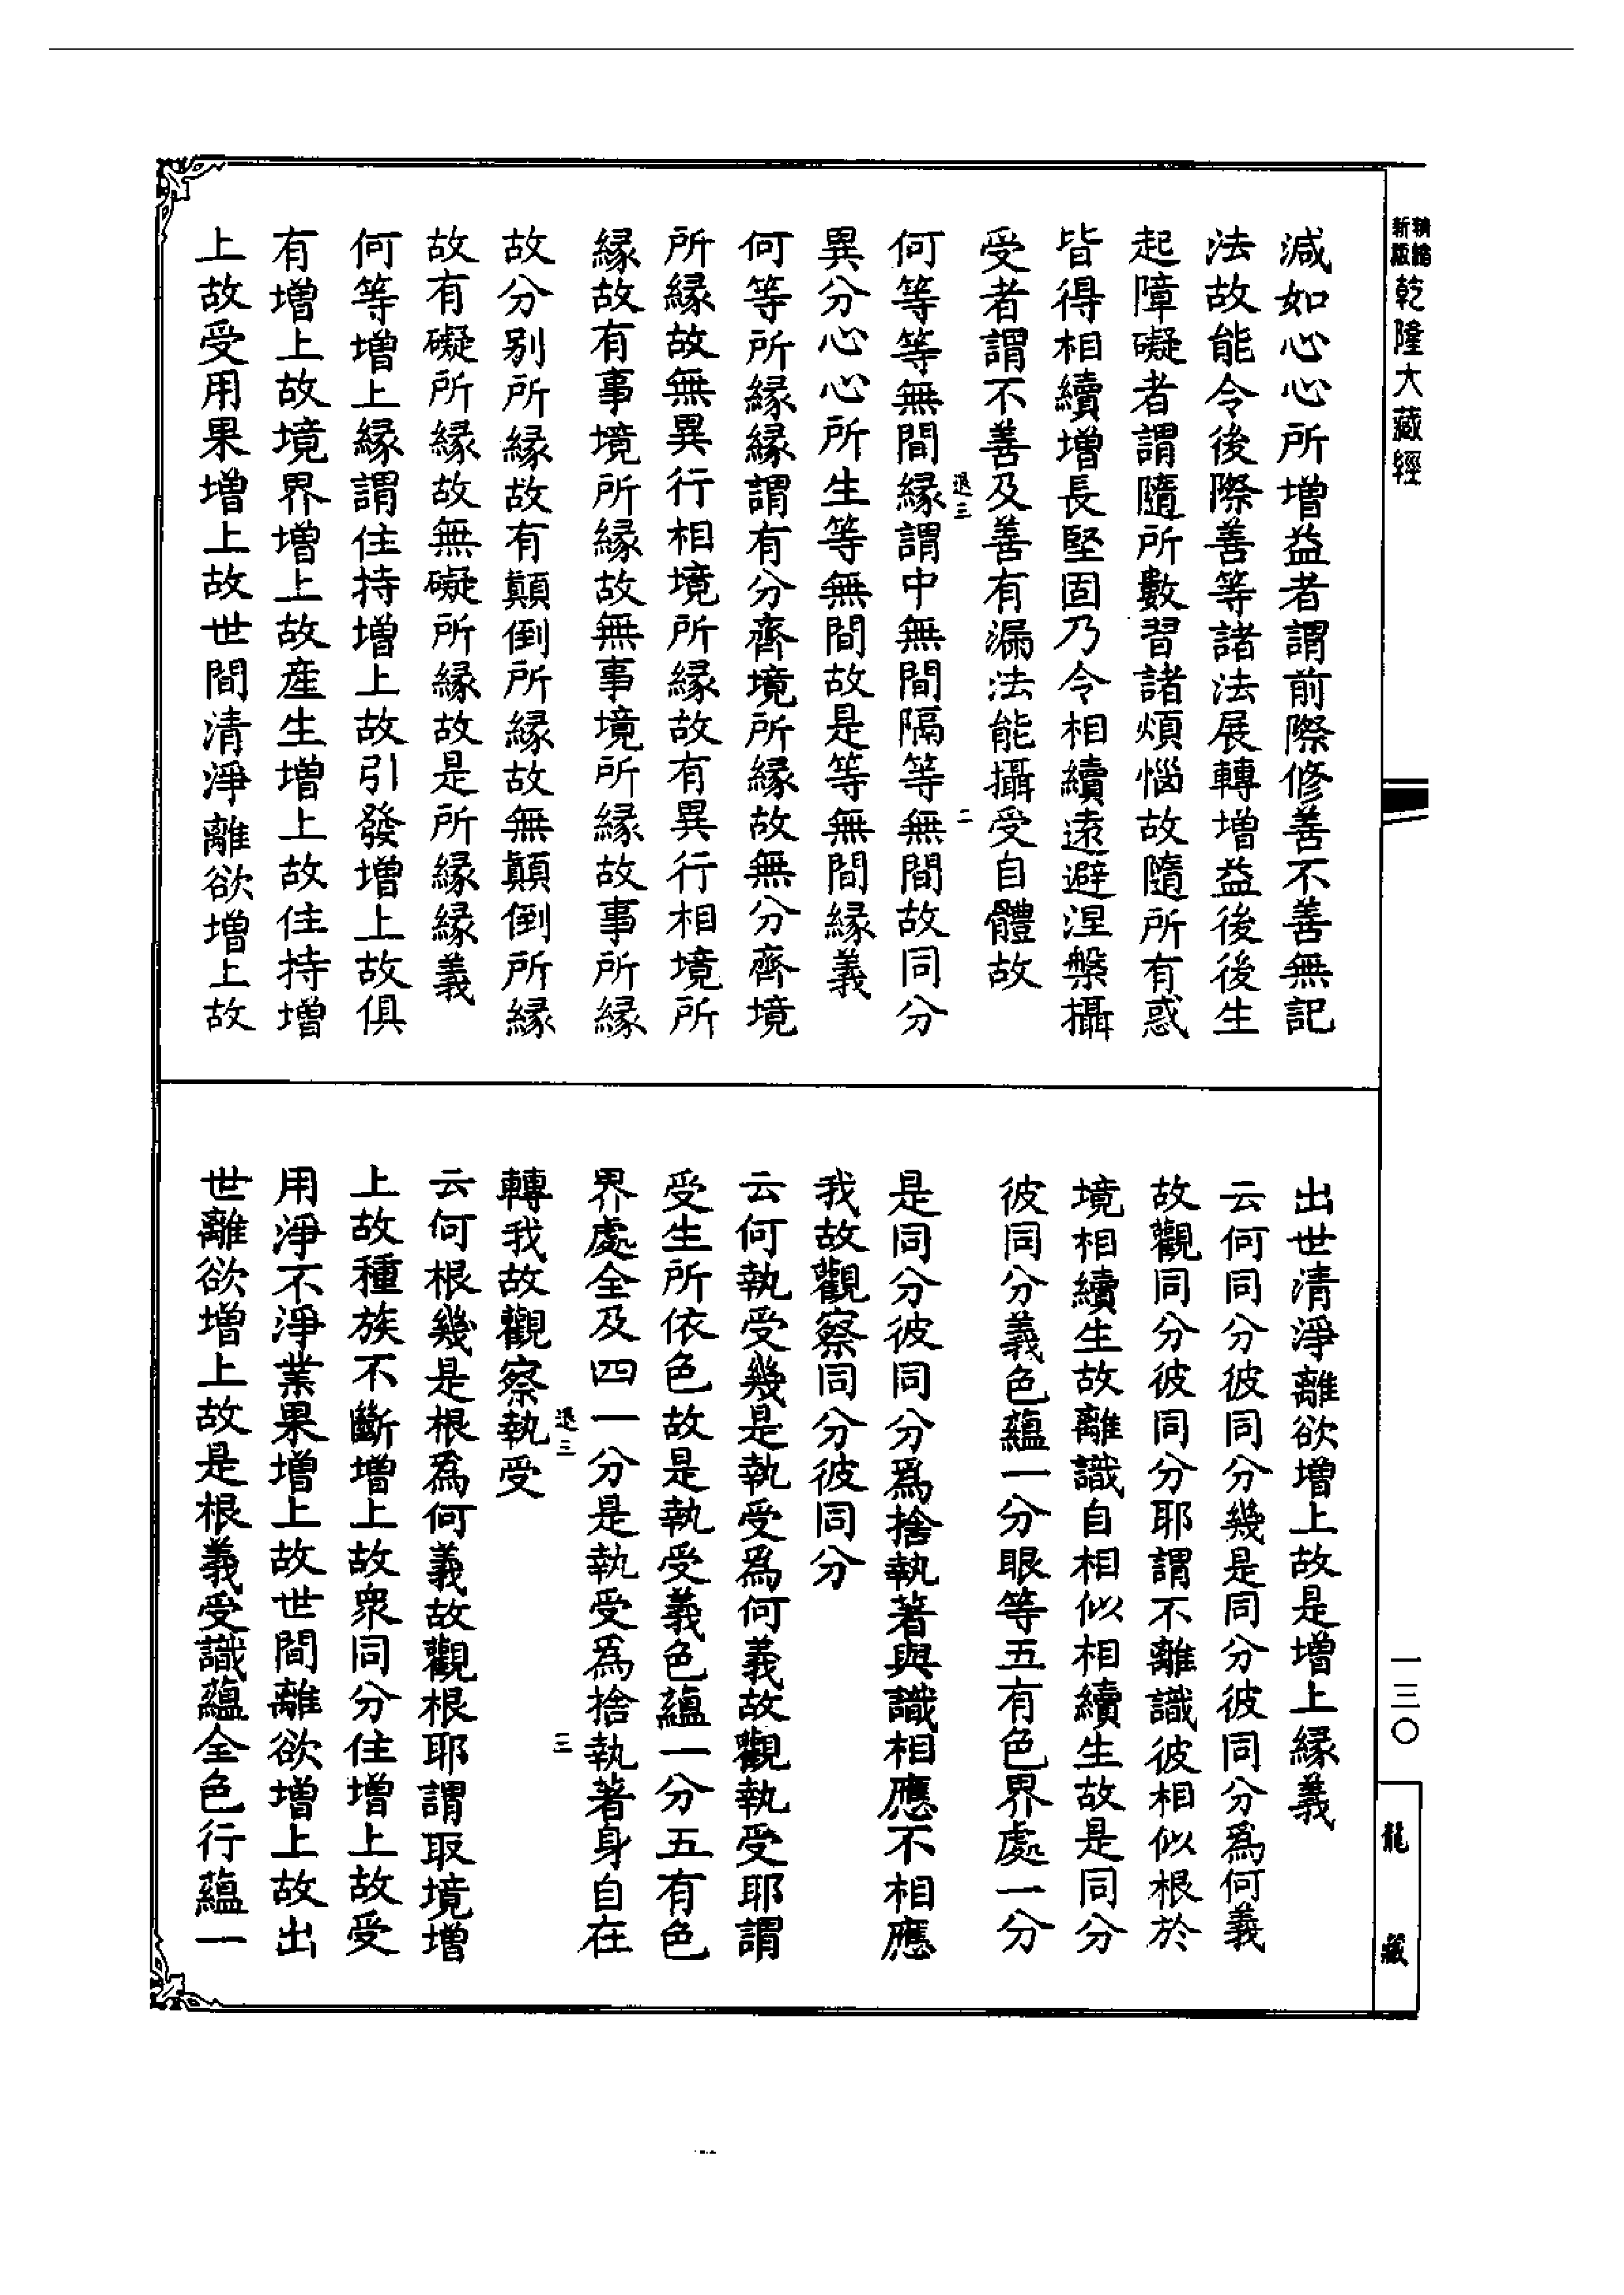 新版
精縮
乾隆大藏經
減如心心所增益者謂前際修善不善無記
法故能令後際善等諸法展轉增益後後生
起障礙者謂隨所數習諸煩惱故隨所有惑
皆得相續增長堅固乃令相續遠避涅槃攝
受者謂不善及善有漏法能攝受自體故
退三
二
何等等無間緣謂中無間隔等無間故同分
異分心心所生等無間故是等無間緣義
何等所緣緣謂有分齊境所緣故無分齊境
所緣故無異行相境所緣故有異行相境所
緣故有事境所緣故無事境所緣故事所緣
故分別所緣故有顛倒所緣故無顛倒所緣
故有礙所緣故無礙所緣故是所緣緣義
何等增上緣謂住持增上故引發增上故俱
有增上故境界增上故產生增上故住持增
上故受用果增上故世間清淨離欲增上故
出世清淨離欲增上故是增上緣義
云何同分彼同分幾是同分彼同分為何義
故觀同分彼同分耶謂不離識彼相似根於
境相續生故離識自相似相續生故是同分
彼同分義色蘊一分眼等五有色界處一分
是同分彼同分為捨執著與識相應不相應
我故觀察同分彼同分
云何執受幾是執受為何義故觀執受耶謂
受生所依色故是執受義色蘊一分五有色
界處全及四一分是執受為捨執著身自在
退三
三
轉我故觀察執受
云何根幾是根為何義故觀根耶謂取境增
上故種族不斷增上故衆同分住增上故受
用淨不淨業果增上故世間離欲增上故出
世離欲增上故是根義受識蘊全色行蘊一
一三〇
龍藏